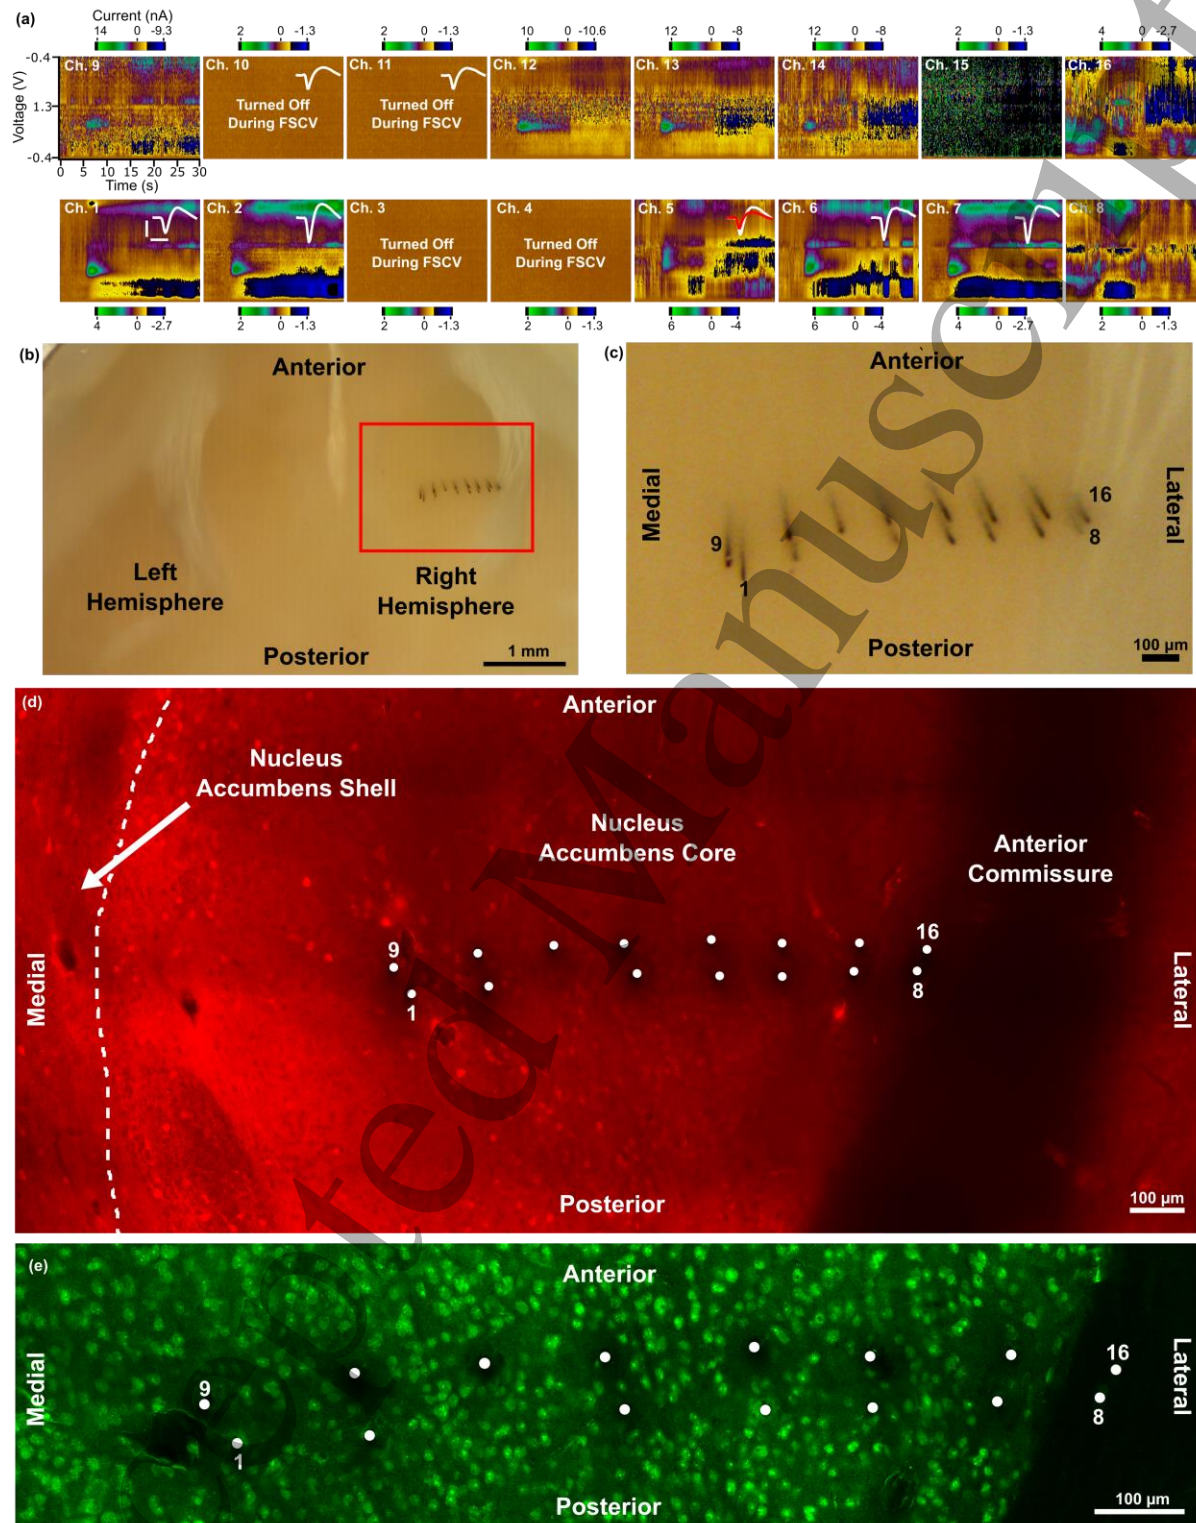 (a)
Current (nA)
14 0 -9.3
2 0 -1.3
2 0 -1.3
10 0 -10.6
12 0 -8
12 0 -8
2 0 -1.3
4 0 -2.7
-0.4
1.3
-0.4
Voltage (V)
Ch. 9
Ch. 10
Turned Off
During FSCV
Ch. 11
Turned Off
During FSCV
Ch. 12
Ch. 13
Ch. 14
Ch. 15
Ch. 16
0 5 10 15 20 25 30
Time (s)
Ch. 1
Ch. 2
Ch. 3
Turned Off
During FSCV
Ch. 4
Turned Off
During FSCV
Ch. 5
Ch. 6
Ch. 7
Ch. 8
4 0 -2.7
2 0 -1.3
2 0 -1.3
2 0 -1.3
6 0 -4
6 0 -4
4 0 -2.7
2 0 -1.3
(b)
Anterior
Left
Hemisphere
Right
Hemisphere
Posterior
1 mm
(c)
Anterior
Medial
Lateral
9
1
16
8
Posterior
100 µm
(d)
Anterior
Nucleus
Accumbens Shell
Nucleus
Accumbens Core
Anterior
Commissure
Medial
Lateral
9
1
16
8
Posterior
100 µm
(e)
Anterior
Medial
Lateral
9
1
16
8
Posterior
100 µm
Accepted Manuscript